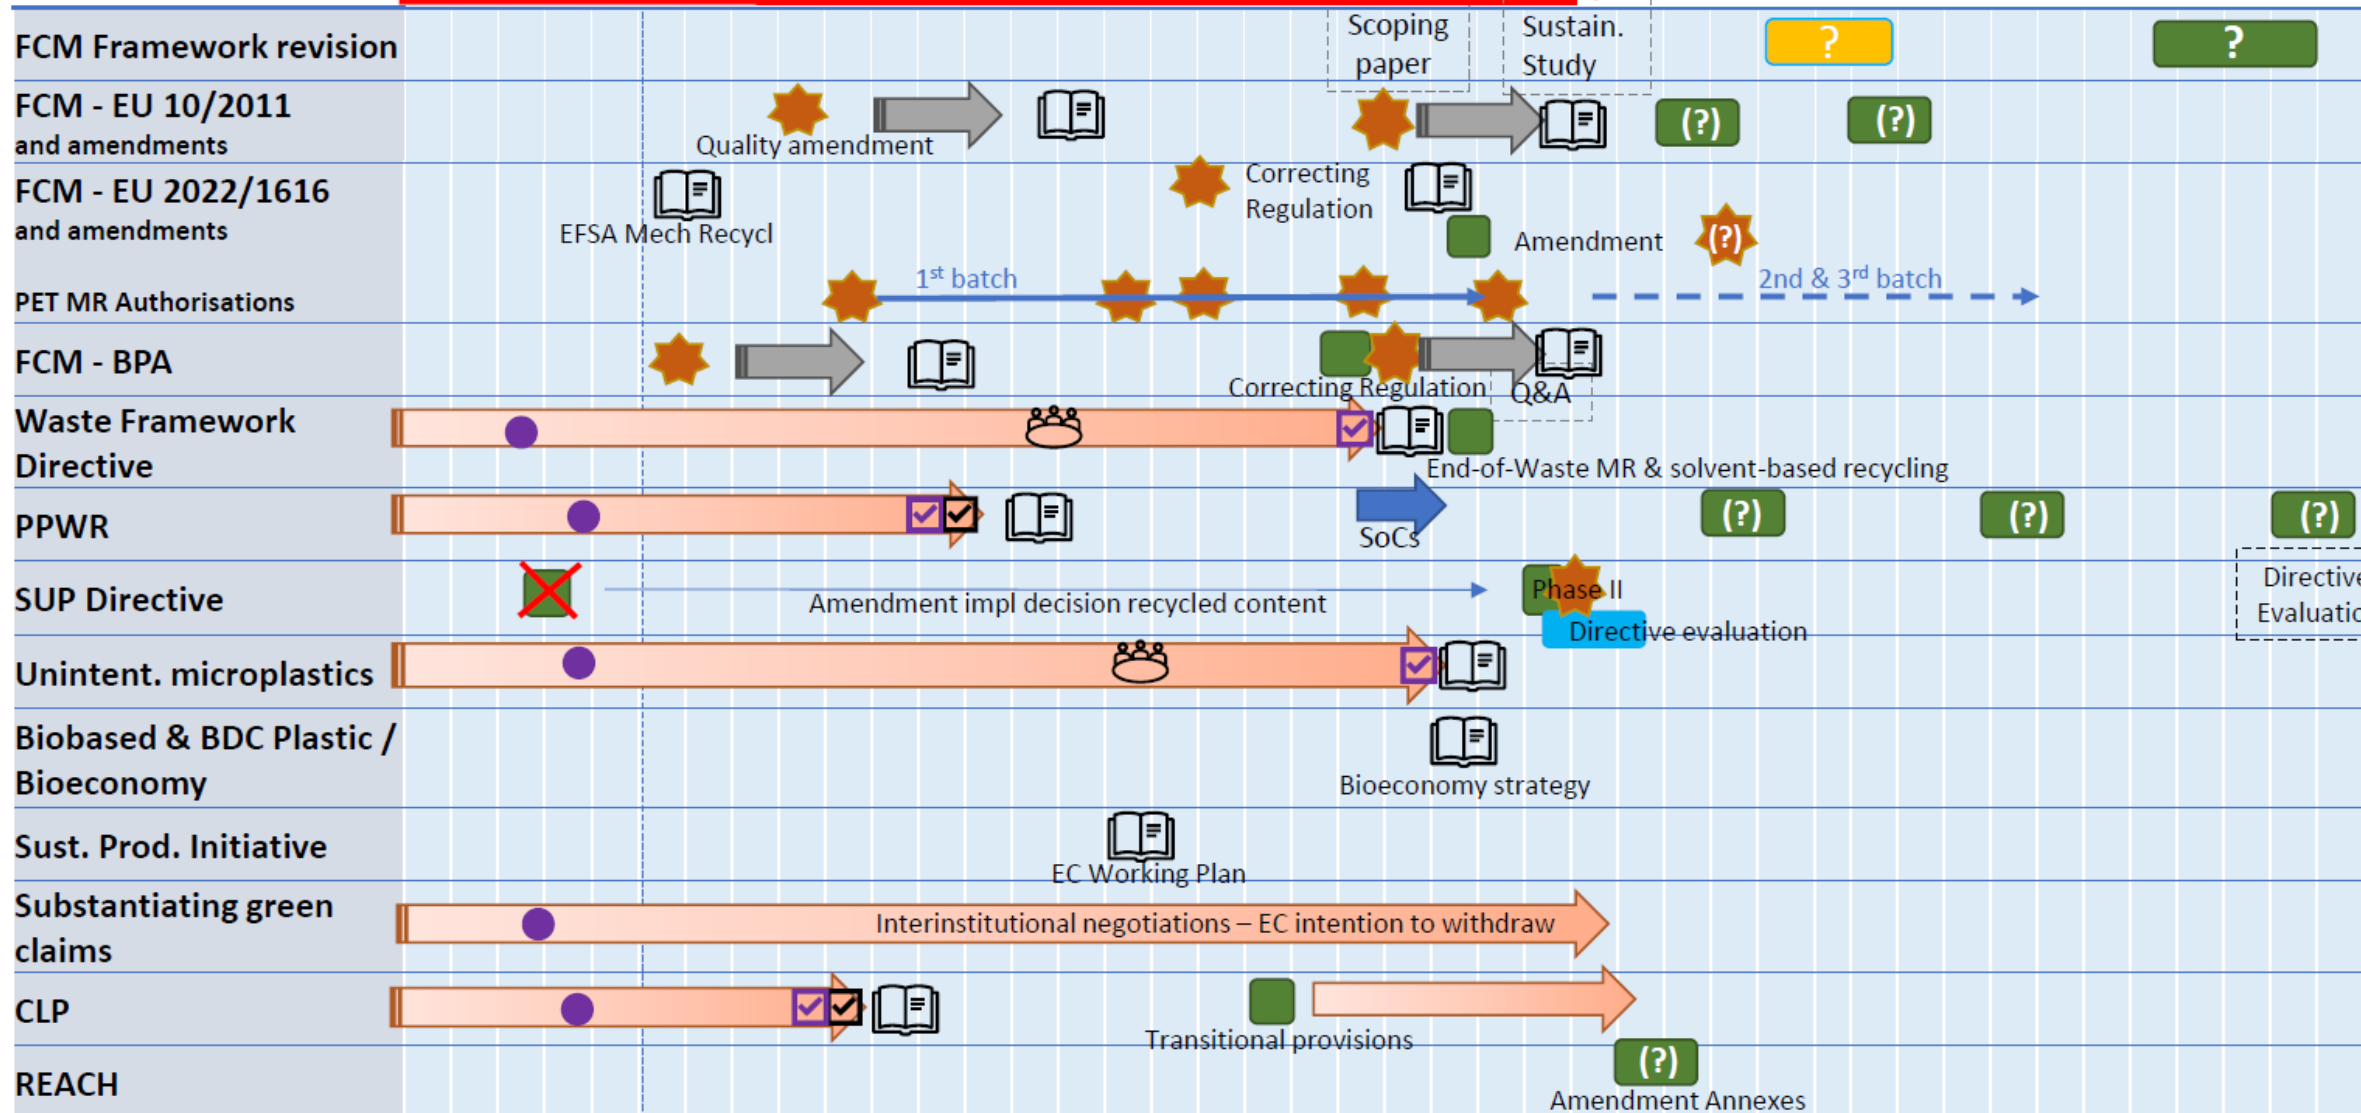 FCM Framework revision
Scoping
paper
Sustain.
Study
?
?
FCM - EU 10/2011
and amendments
Quality amendment
(?)
(?)
FCM - EU 2022/1616
and amendments
EFSA Mech Recycl
Correcting
Regulation
Amendment
(?)
PET MR Authorisations
1st batch
2nd & 3rd batch
FCM - BPA
Correcting Regulation
Q&A
Waste Framework
Directive
End-of-Waste MR & solvent-based recycling
PPWR
SoCs
(?)
(?)
(?)
SUP Directive
Amendment impl decision recycled content
Phase II
Directive evaluation
Directive
Evaluatio
Unintent. microplastics
Biobased & BDC Plastic /
Bioeconomy
Bioeconomy strategy
Sust. Prod. Initiative
EC Working Plan
Substantiating green
claims
Interinstitutional negotiations – EC intention to withdraw
CLP
Transitional provisions
REACH
(?)
Amendment Annexes